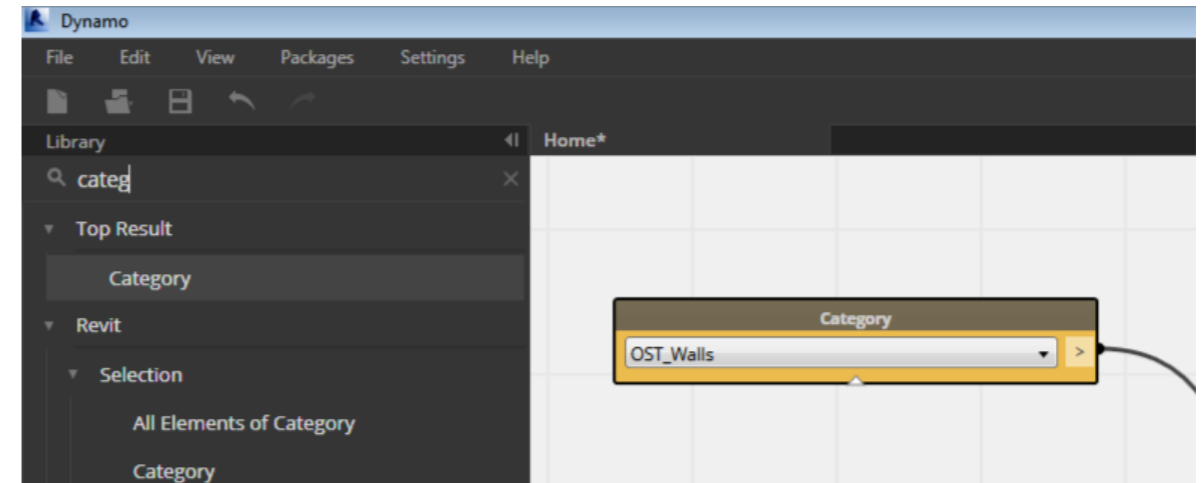 Dynamo
File Edit View Packages Settings Help
Library
Home*
categ
Top Result
Category
Revit
Selection
All Elements of Category
Category
Category
OST_Walls
>